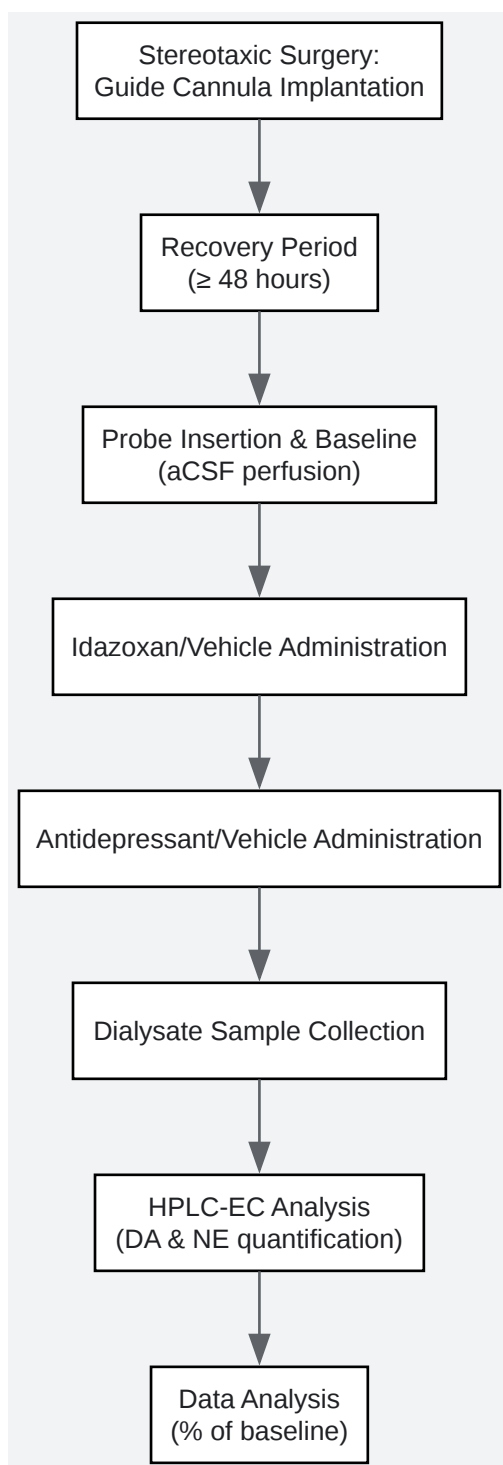 Stereotaxic Surgery:
Guide Cannula Implantation
Recovery Period
(≥ 48 hours)
Probe Insertion & Baseline
(aCSF perfusion)
Idazoxan/Vehicle Administration
Antidepressant/Vehicle Administration
Dialysate Sample Collection
HPLC-EC Analysis
(DA & NE quantification)
Data Analysis
(% of baseline)